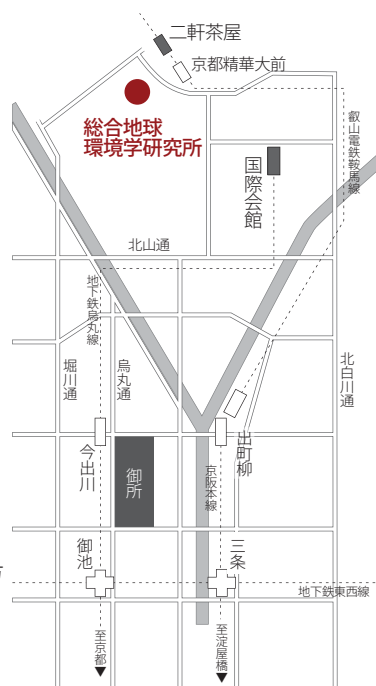 二軒茶屋
京都精華大前
総合地球
環境学研究所
叡山電鉄鞍馬線
国際会館
北山通
地下鉄烏丸線
堀川通
烏丸通
北白川通
今出川
御所
出町柳
京阪本線
御池
三条
地下鉄東西線
至京都
至淀屋橋